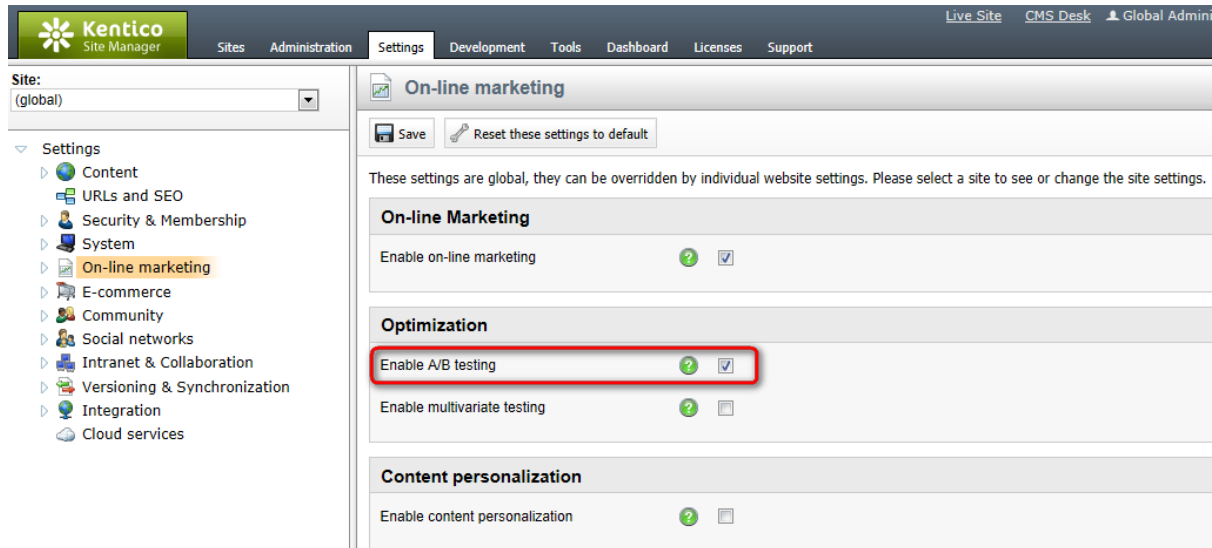 Live Site CMS Desk Global Admini
Kentico
Site Manager
Sites Administration Settings Development Tools Dashboard Licenses Support
Site:
(global)
Settings
Content
URLs and SEO
Security & Membership
System
On-line marketing
E-commerce
Community
Social networks
Intranet & Collaboration
Versioning & Synchronization
Integration
Cloud services
On-line marketing
Save Reset these settings to default
These settings are global, they can be overridden by individual website settings. Please select a site to see or change the site settings.
On-line Marketing
Enable on-line marketing ?
Optimization
Enable A/B testing ?
Enable multivariate testing ?
Content personalization
Enable content personalization ?